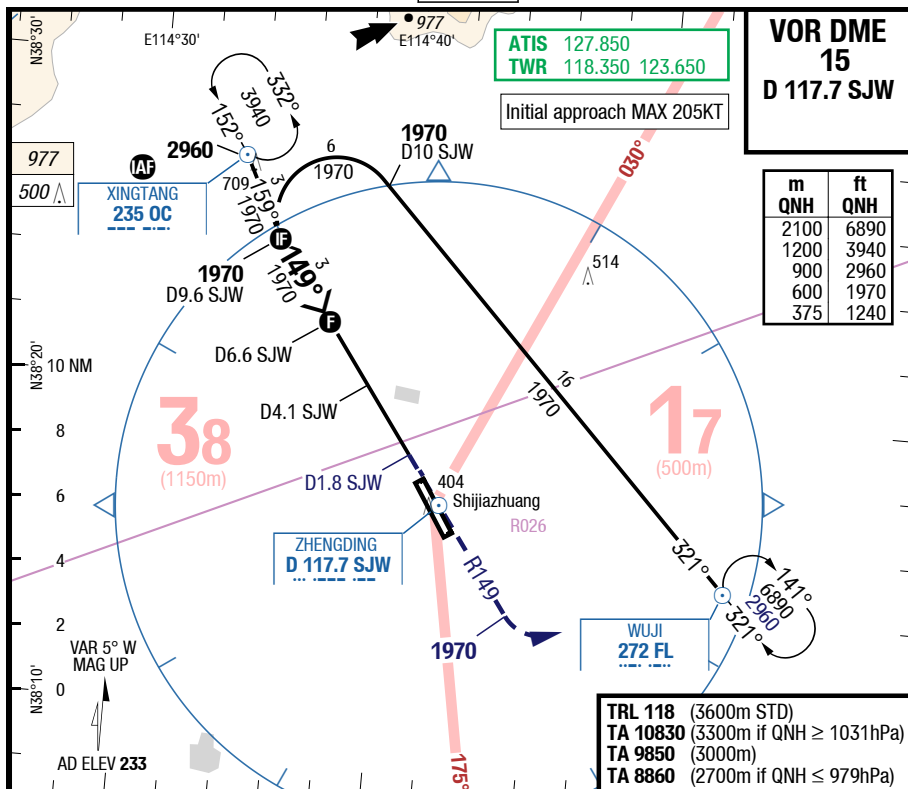 N38°30'
E114°30'
977
E114°40'
ATIS 127.850
TWR 118.350 123.650
Initial approach MAX 205KT
VOR DME
15
D 117.7 SJW
977
500
IAF
2960
XINGTANG
235 OC
332°
3940
152°
709
159°
3
1970
6
1970
1970
D10 SJW
030°
m ft
QNH QNH
2100 6890
1200 3940
900 2960
600 1970
375 1240
IF
1970
D9.6 SJW
149°
3
1970
514
F
D6.6 SJW
N38°20'
10 NM
8
6
4
2
0
D4.1 SJW
38
(1150m)
16
1970
17
(500m)
D1.8 SJW
404
Shijiazhuang
R026
ZHENGDING
D 117.7 SJW
R149
1970
321°
141°
6890
2960
321°
WUJI
272 FL
VAR 5° W
MAG UP
N38°10'
AD ELEV 233
175°
TRL 118 (3600m STD)
TA 10830 (3300m if QNH ≥ 1031hPa)
TA 9850 (3000m)
TA 8860 (2700m if QNH ≤ 979hPa)